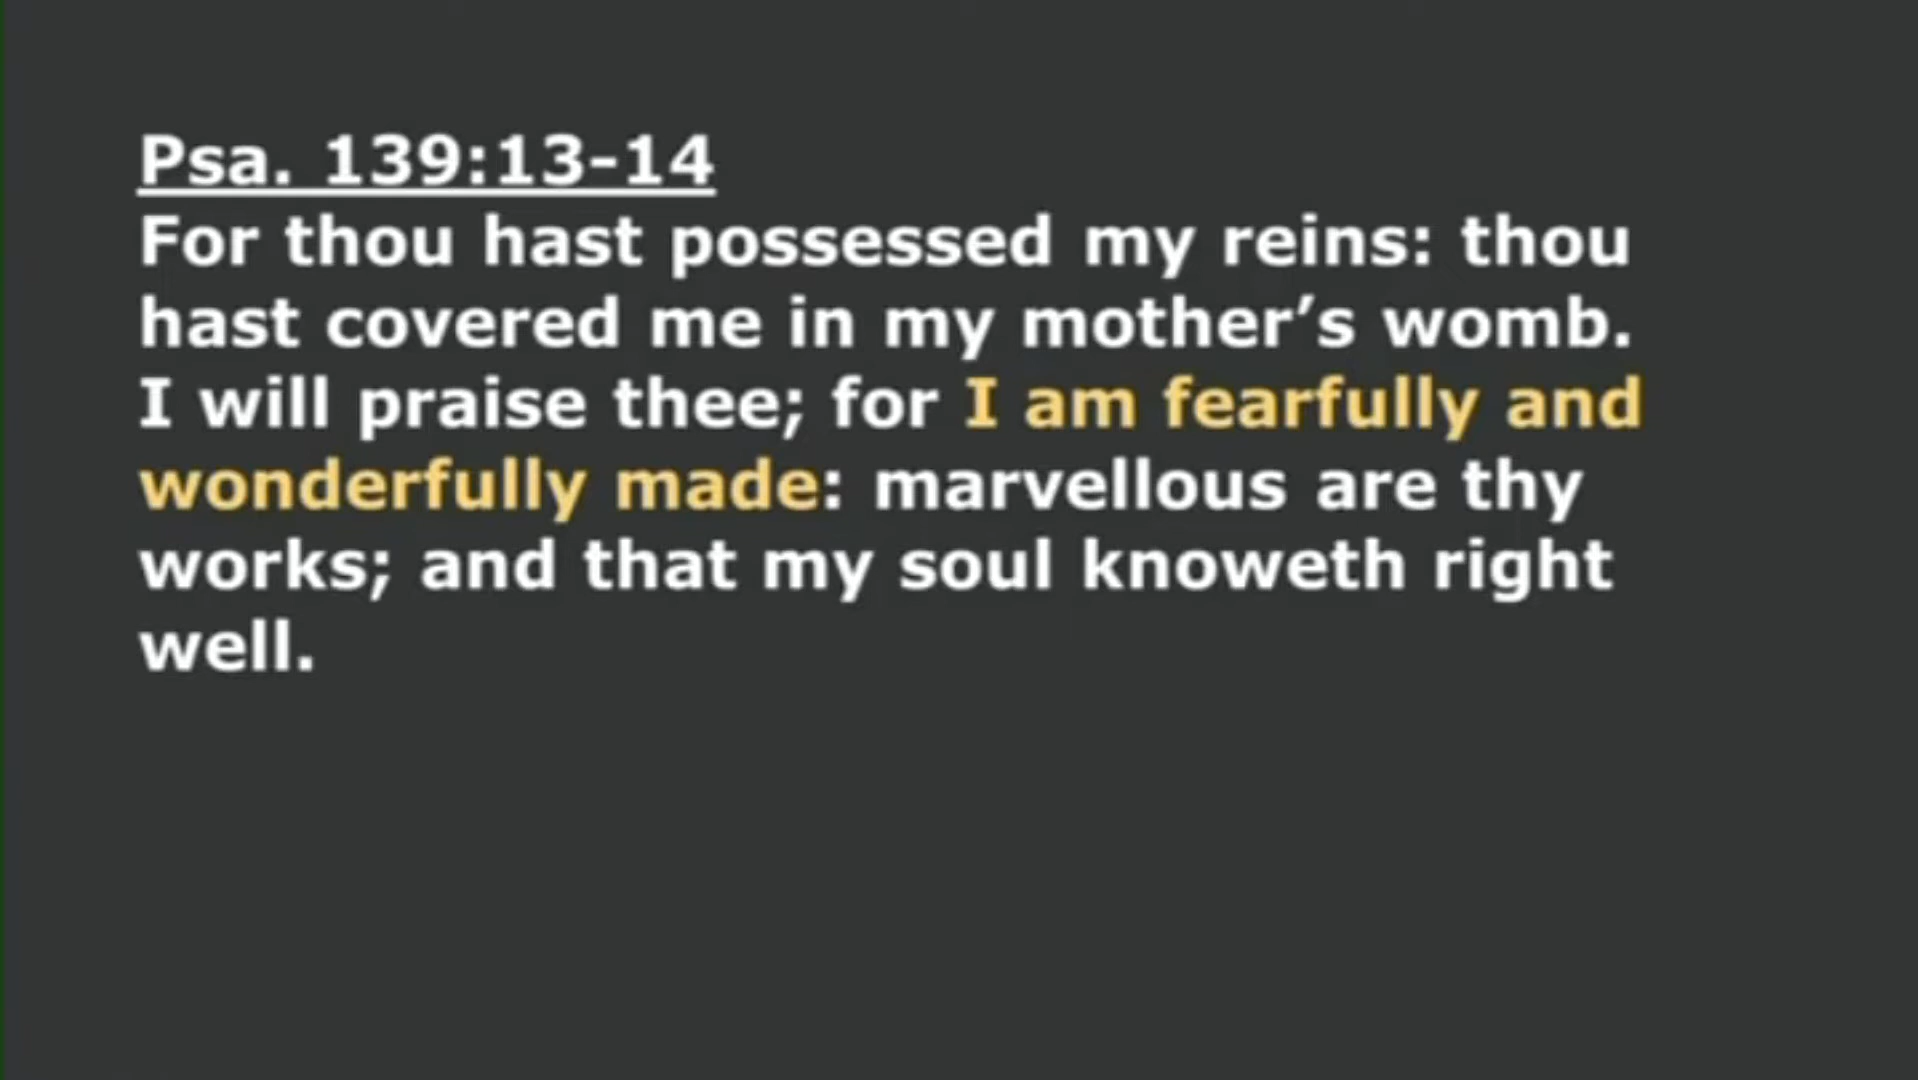 Psa. 139:13-14
For thou hast possessed my reins: thou
hast covered me in my mother’s womb.
I will praise thee; for I am fearfully and
wonderfully made: marvellous are thy
works; and that my soul knoweth right
well.